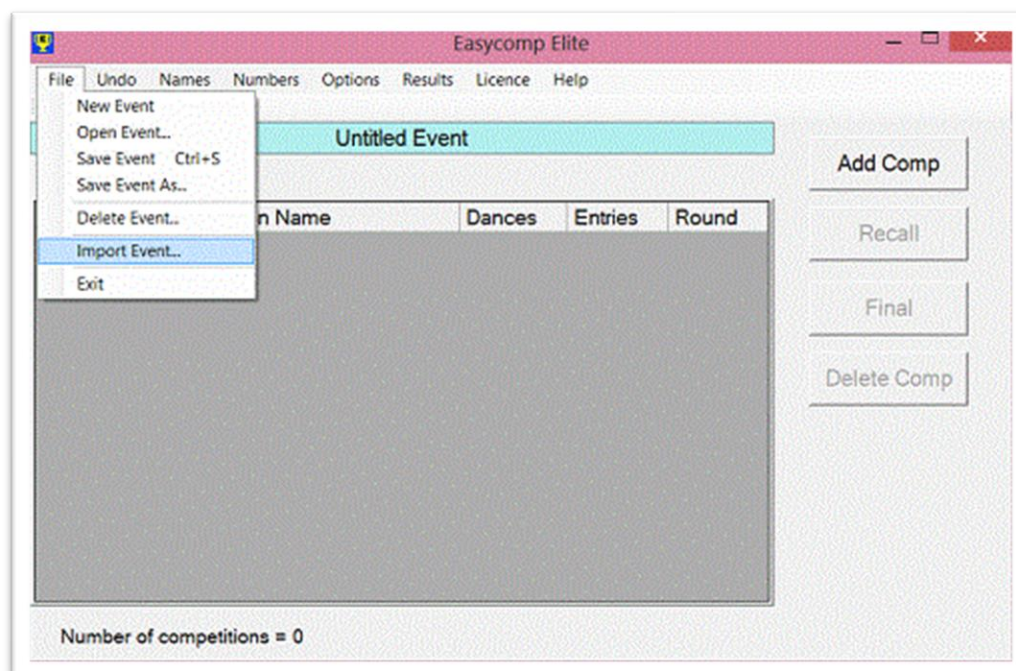 Easycomp Elite
File Undo Names Numbers Options Results Licence Help
New Event
Open Event...
Save Event Ctrl+S
Save Event As...
Delete Event...
Import Event...
Exit
Untitled Event
n Name Dances Entries Round
Add Comp
Recall
Final
Delete Comp
Number of competitions = 0